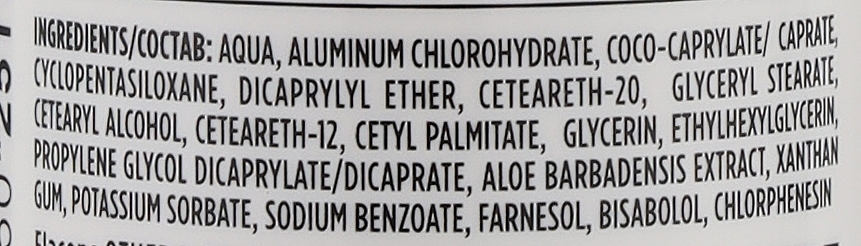 INGREDIENTS/СОСТАВ: AQUA, ALUMINUM CHLOROHYDRATE, COCO-CAPRYLATE/ CAPRATE,
CYCLOPENTASILOXANE, DICAPRYLYL ETHER, CETEARETH-20, GLYCERYL STEARATE,
CETEARYL ALCOHOL, CETEARETH-12, CETYL PALMITATE, GLYCERIN, ETHYLHEXYLGLYCERIN,
PROPYLENE GLYCOL DICAPRYLATE/DICAPRATE, ALOE BARBADENSIS EXTRACT, XANTHAN
GUM, POTASSIUM SORBATE, SODIUM BENZOATE, FARNESOL, BISABOLOL, CHLORPHENESIN